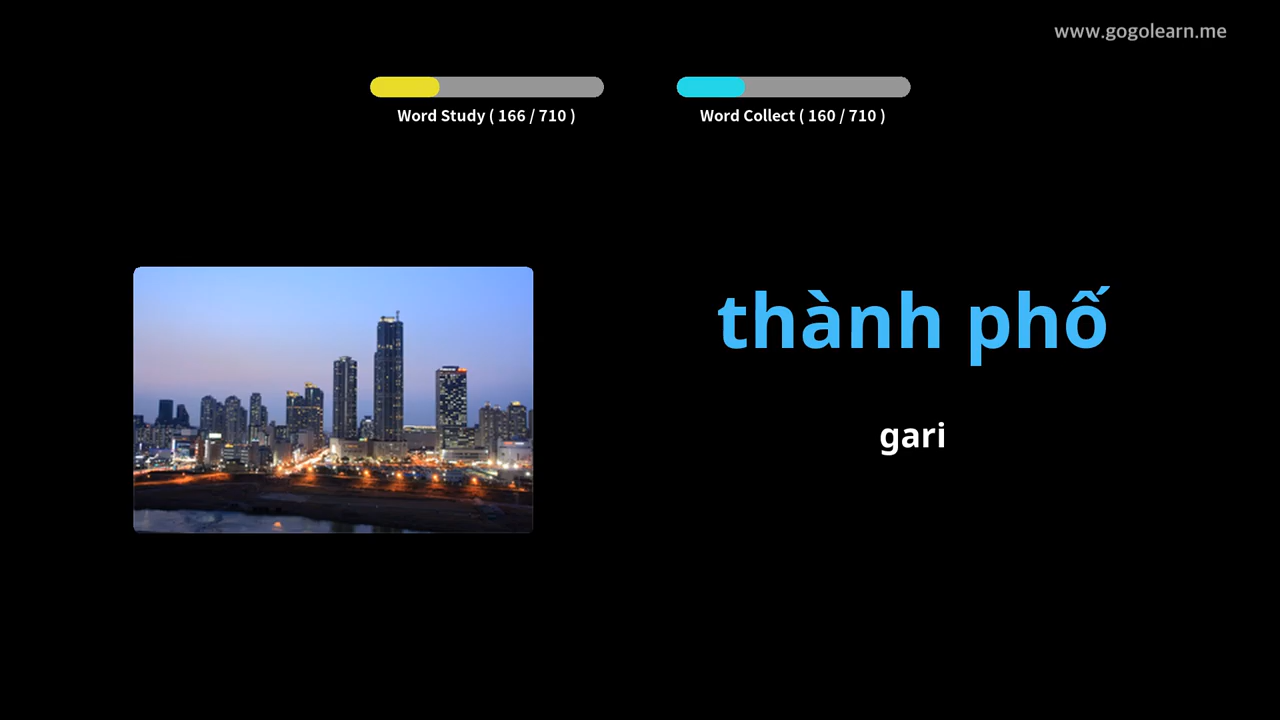 www.gogolearn.me
Word Study ( 166 / 710 )
Word Collect ( 160 / 710 )
thành phố
gari